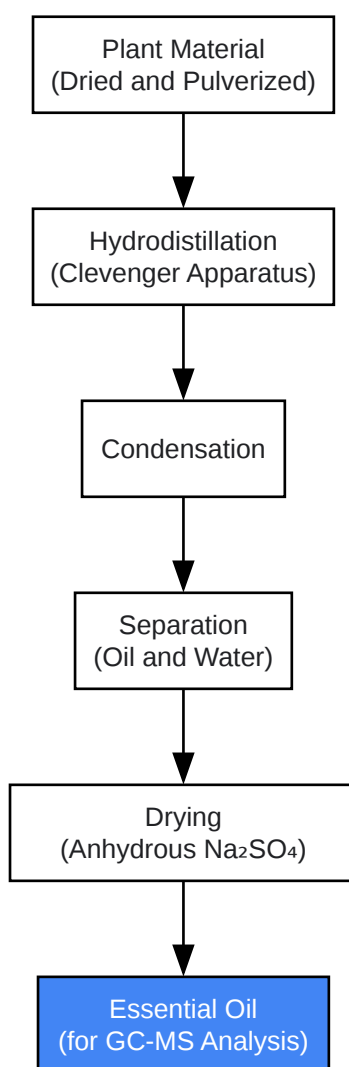 Plant Material
(Dried and Pulverized)
Hydrodistillation
(Clevenger Apparatus)
Condensation
Separation
(Oil and Water)
Drying
(Anhydrous Na₂SO₄)
Essential Oil
(for GC-MS Analysis)